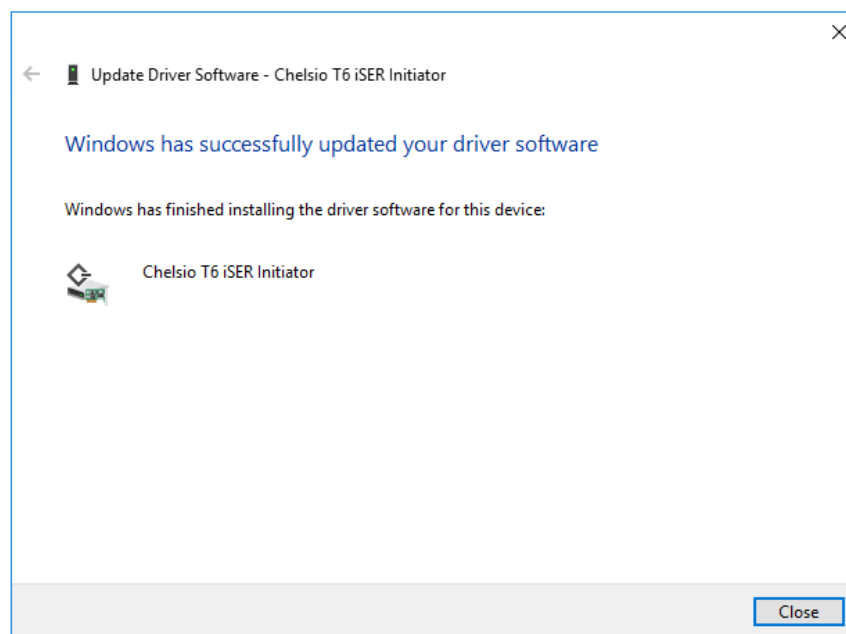 Update Driver Software - Chelsio T6 iSER Initiator
Windows has successfully updated your driver software
Windows has finished installing the driver software for this device:
Chelsio T6 iSER Initiator
Close